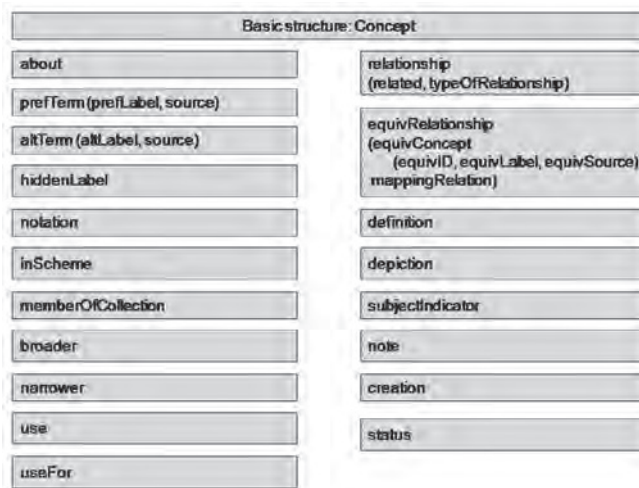 Basic structure: Concept
about
prefTerm (prefLabel, source)
altTerm (altLabel, source)
hiddenLabel
notation
inScheme
memberOfCollection
broader
narrower
use
useFor
relationship
(related, typeOfRelationship)
equivRelationship
(equivConcept
(equivID, equivLabel, equivSource)
mappingRelation)
definition
depiction
subjectIndicator
note
creation
status